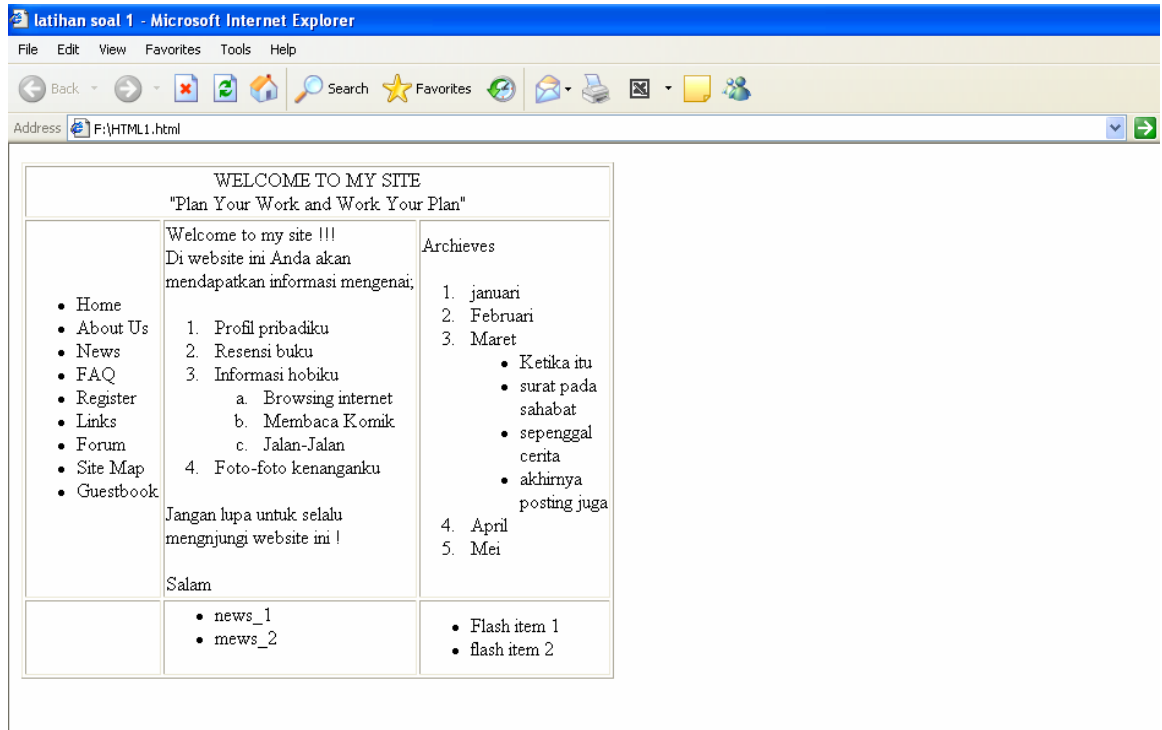 latihan soal 1 - Microsoft Internet Explorer
File Edit View Favorites Tools Help
Back Search Favorites
Address F:\HTML1.html
WELCOME TO MY SITE
"Plan Your Work and Work Your Plan"
Home
About Us
News
FAQ
Register
Links
Forum
Site Map
Guestbook
Welcome to my site !!!
Di website ini Anda akan
mendapatkan informasi mengenai;
1. Profil pribadiku
2. Resensi buku
3. Informasi hobiku
a. Browsing internet
b. Membaca Komik
c. Jalan-Jalan
4. Foto-foto kenanganku
Jangan lupa untuk selalu
mengnjungi website ini !
Salam
Archieves
1. januari
2. Februari
3. Maret
Ketika itu
surat pada
sahabat
sepenggal
cerita
akhirnya
posting juga
4. April
5. Mei
news_1
mews_2
Flash item 1
flash item 2